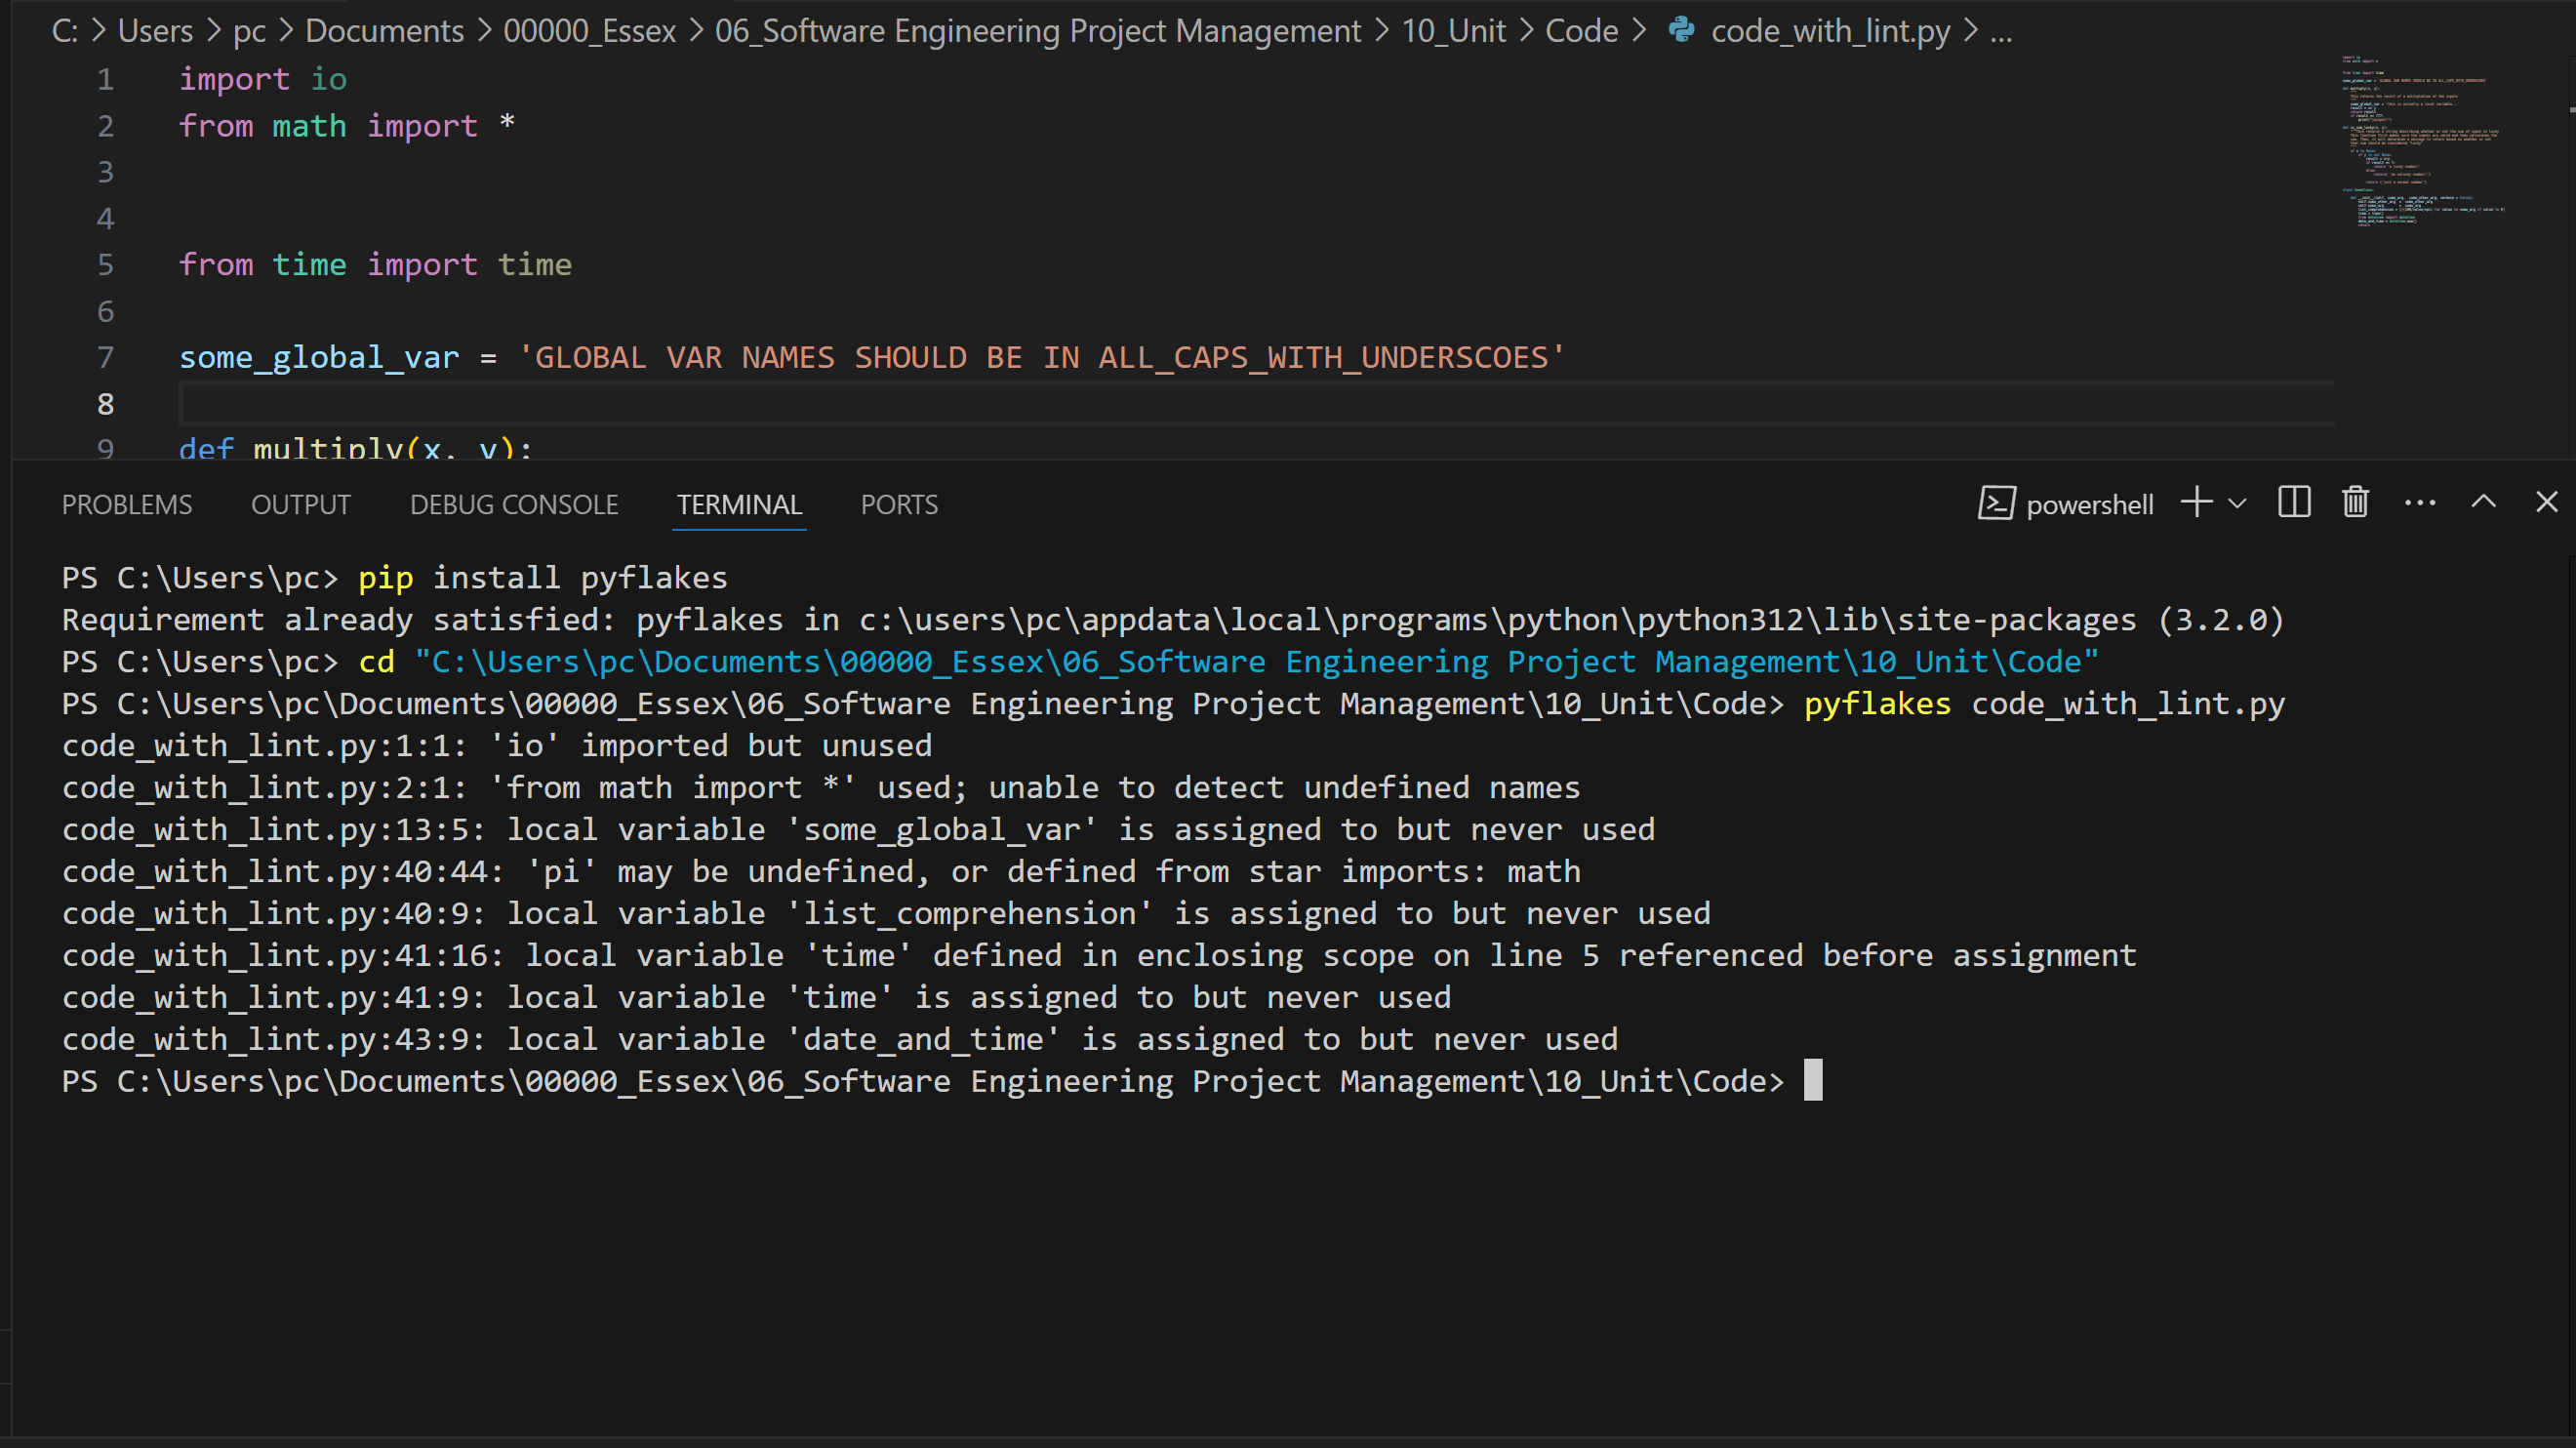 C: > Users > pc > Documents > 00000_Essex > 06_Software Engineering Project Management > 10_Unit > Code > code_with_lint.py > ...
1 import io
2 from math import *
3
4
5 from time import time
6
7 some_global_var = 'GLOBAL VAR NAMES SHOULD BE IN ALL_CAPS_WITH_UNDERSCOES'
8
9 def multiply(x, y):
PROBLEMS OUTPUT DEBUG CONSOLE TERMINAL PORTS powershell
PS C:\Users\pc> pip install pyflakes
Requirement already satisfied: pyflakes in c:\users\pc\appdata\local\programs\python\python312\lib\site-packages (3.2.0)
PS C:\Users\pc> cd "C:\Users\pc\Documents\00000_Essex\06_Software Engineering Project Management\10_Unit\Code"
PS C:\Users\pc\Documents\00000_Essex\06_Software Engineering Project Management\10_Unit\Code> pyflakes code_with_lint.py
code_with_lint.py:1:1: 'io' imported but unused
code_with_lint.py:2:1: 'from math import *' used; unable to detect undefined names
code_with_lint.py:13:5: local variable 'some_global_var' is assigned to but never used
code_with_lint.py:40:44: 'pi' may be undefined, or defined from star imports: math
code_with_lint.py:40:9: local variable 'list_comprehension' is assigned to but never used
code_with_lint.py:41:16: local variable 'time' defined in enclosing scope on line 5 referenced before assignment
code_with_lint.py:41:9: local variable 'time' is assigned to but never used
code_with_lint.py:43:9: local variable 'date_and_time' is assigned to but never used
PS C:\Users\pc\Documents\00000_Essex\06_Software Engineering Project Management\10_Unit\Code>